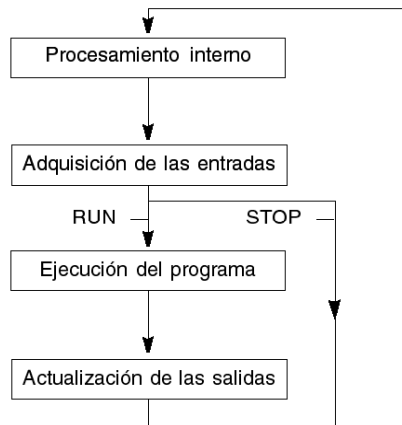 Procesamiento interno
Adquisición de las entradas
RUN STOP
Ejecución del programa
Actualización de las salidas